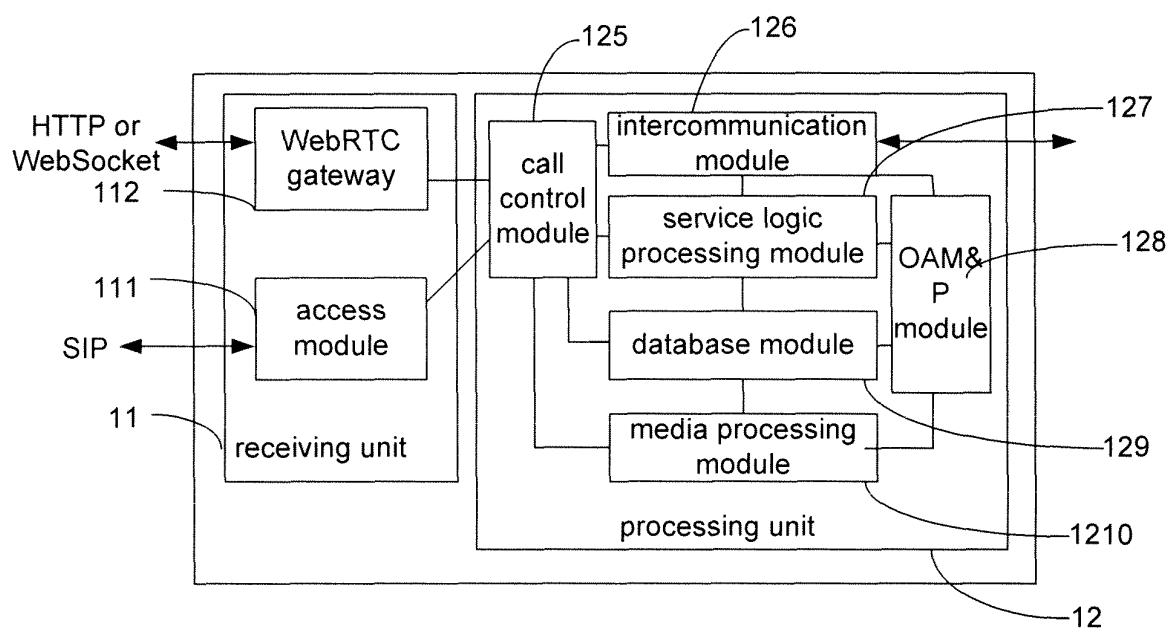 125
126
127
HTTP or
WebSocket
112
WebRTC
gateway
call
control
module
intercommunication
module
service logic
processing module
OAM&
P
module
128
111
SIP
access
module
database module
11
receiving unit
media processing
module
129
processing unit
1210
12